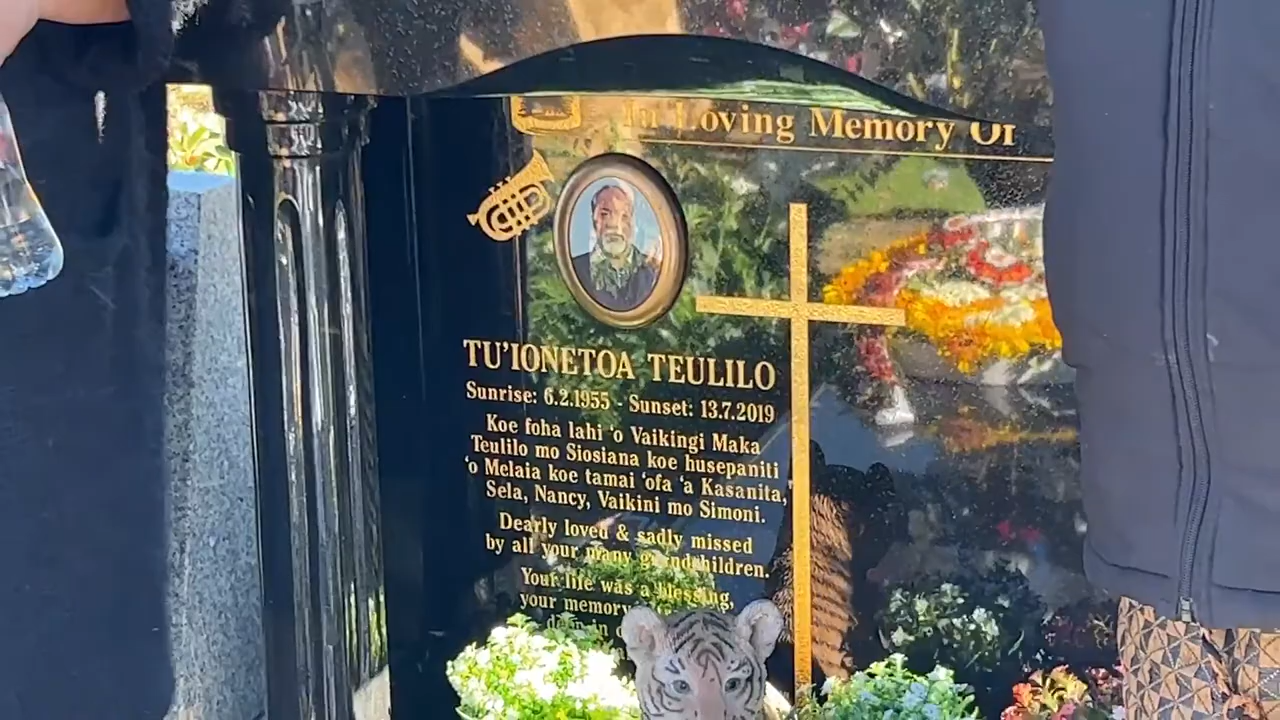 In Loving Memory Of
TU'IONETOA TEULILO
Sunrise: 6.2.1955 - Sunset: 13.7.2019
Koe foha lahi 'o Vaikingi Maka
Teulilo mo Siosiana koe husepaniti
'o Melaia koe tamai 'ofa 'a Kasanita,
Sela, Nancy, Vaikini mo Simoni.
Dearly loved & sadly missed
by all your many grandchildren.
Your life was a blessing,
your memory
deep in